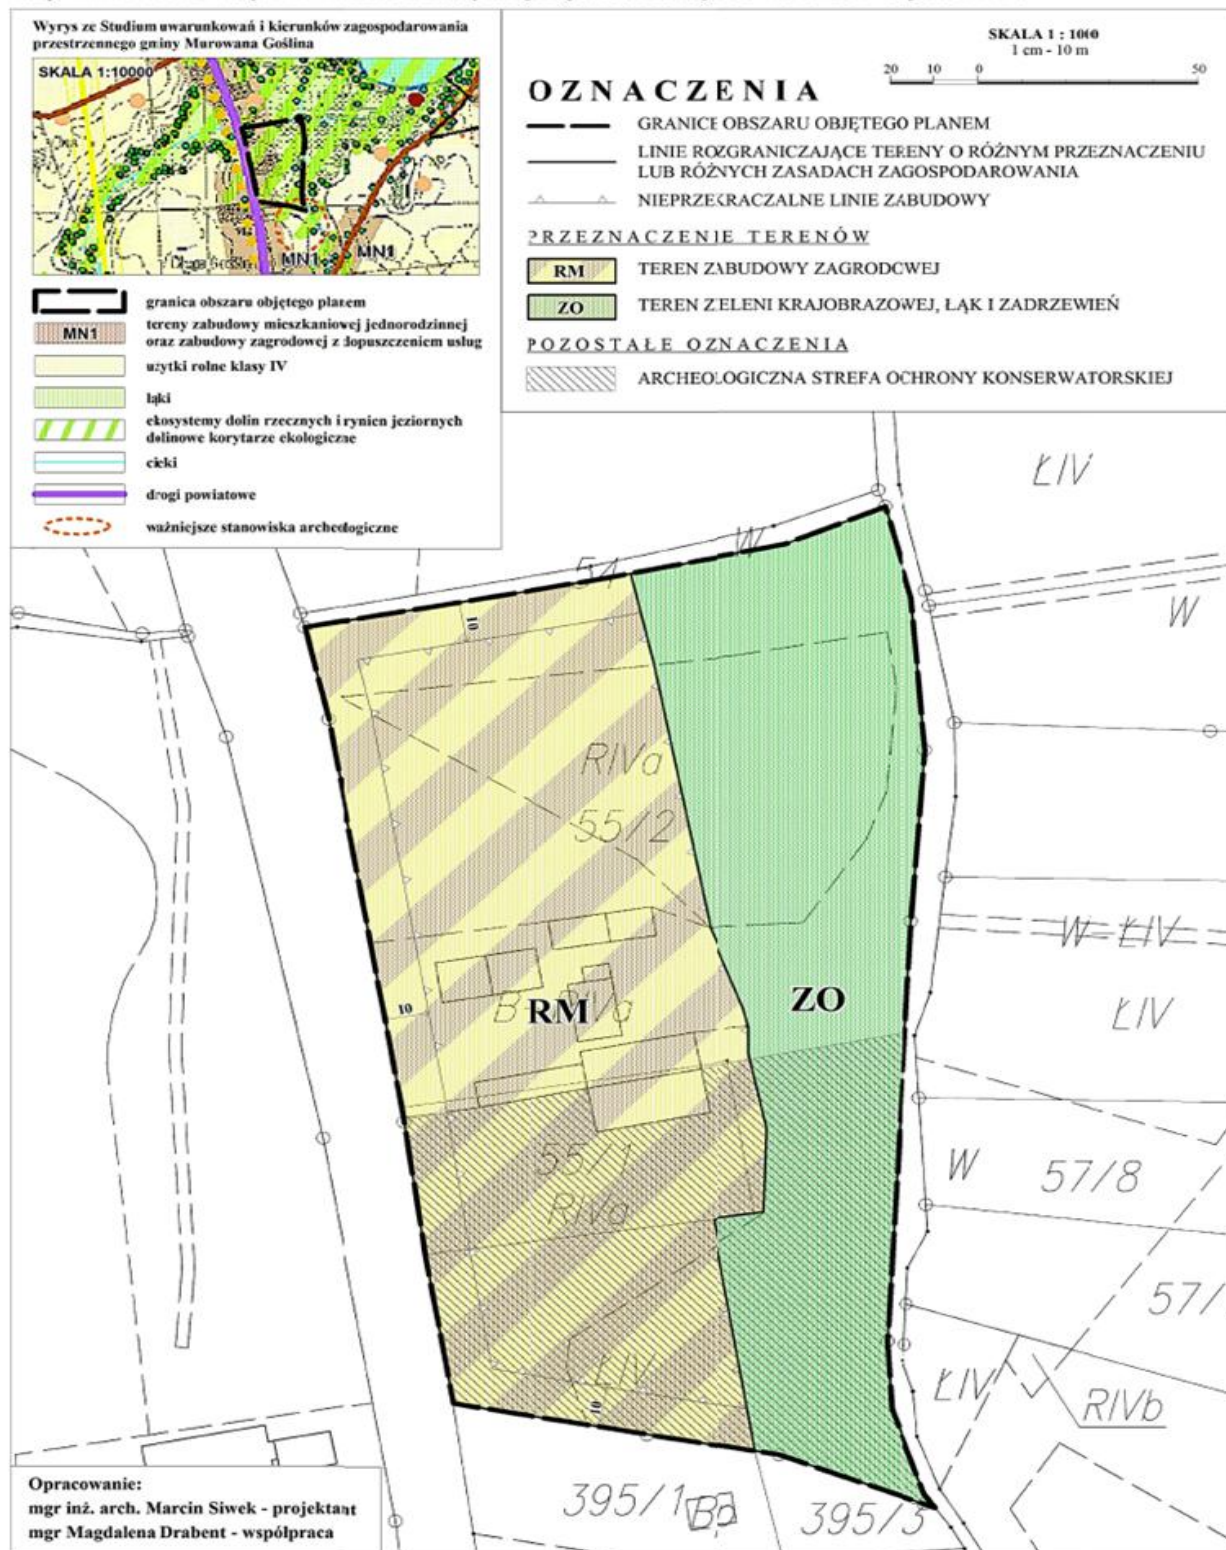 Wyrys ze Studium uwarunkowań i kierunków zagospodarowania
przestrzennego gminy Murowana Goślina
SKALA 1:10000
MN1
MN1
granica obszaru objętego planem
MN1
tereny zabudowy mieszkaniowej jednorodzinnej
oraz zabudowy zagrodowej z dopuszczeniem usług
użytki rolne klasy IV
łąki
ekosystemy dolin rzecznych i rynien jeziornych
dolinowe korytarze ekologiczne
cieki
drogi powiatowe
ważniejsze stanowiska archeologiczne
SKALA 1 : 1000
1 cm - 10 m
20 10 0 50
OZNACZENIA
GRANICE OBSZARU OBJĘTEGO PLANEM
LINIE ROZGRANICZAJĄCE TERENY O RÓŻNYM PRZEZNACZENIU
LUB RÓŻNYCH ZASADACH ZAGOSPODAROWANIA
NIEPRZEKRACZALNE LINIE ZABUDOWY
PRZEZNACZENIE TERENÓW
RM
TEREN ZABUDOWY ZAGRODOWEJ
ZO
TEREN ZIELENI KRAJOBRAZOWEJ, ŁĄK I ZADRZEWIEŃ
POZOSTAŁE OZNACZENIA
ARCHEOLOGICZNA STREFA OCHRONY KONSERWATORSKIEJ
ŁIV
W
54
10
W
RIVa
55/2
W-ŁIV
10
RM
ZO
ŁIV
55/1
RIVa
W
57/8
57/
ŁIV
ŁIV
RIVb
10
395/1
Bp
395/3
Opracowanie:
mgr inż. arch. Marcin Siwek - projektant
mgr Magdalena Drabent - współpraca